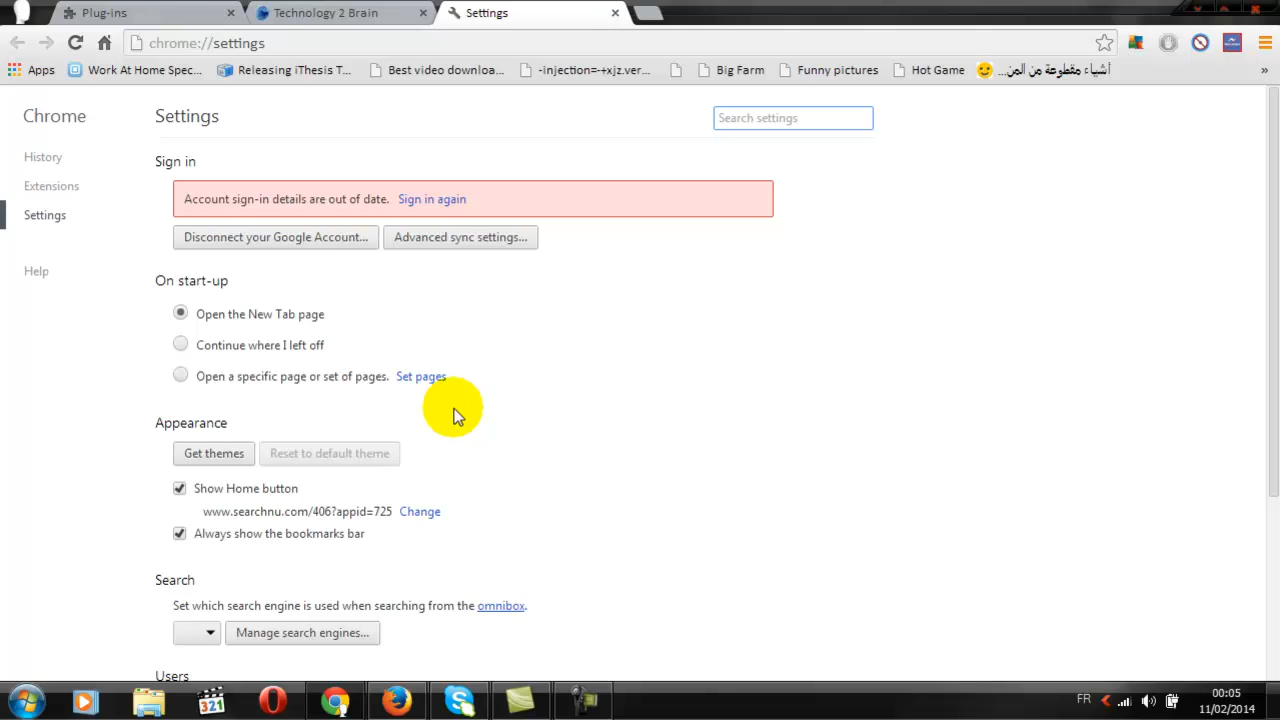 Plug-ins
Technology 2 Brain
Settings
chrome://settings
Apps
Work At Home Spec...
Releasing iThesis T...
Best video downloa...
-Injection=-+xjz.ver...
Big Farm
Funny pictures
Hot Game
أشياء مقطوعة من المن...
»
Chrome
Settings
Search settings
History
Extensions
Settings
Help
Sign in
Account sign-in details are out of date. Sign in again
Disconnect your Google Account...
Advanced sync settings...
On start-up
Open the New Tab page
Continue where I left off
Open a specific page or set of pages. Set pages
Appearance
Get themes
Reset to default theme
Show Home button
www.searchnu.com/406?appid=725 Change
Always show the bookmarks bar
Search
Set which search engine is used when searching from the omnibox.
Manage search engines...
Users
321
FR
00:05
11/02/2014